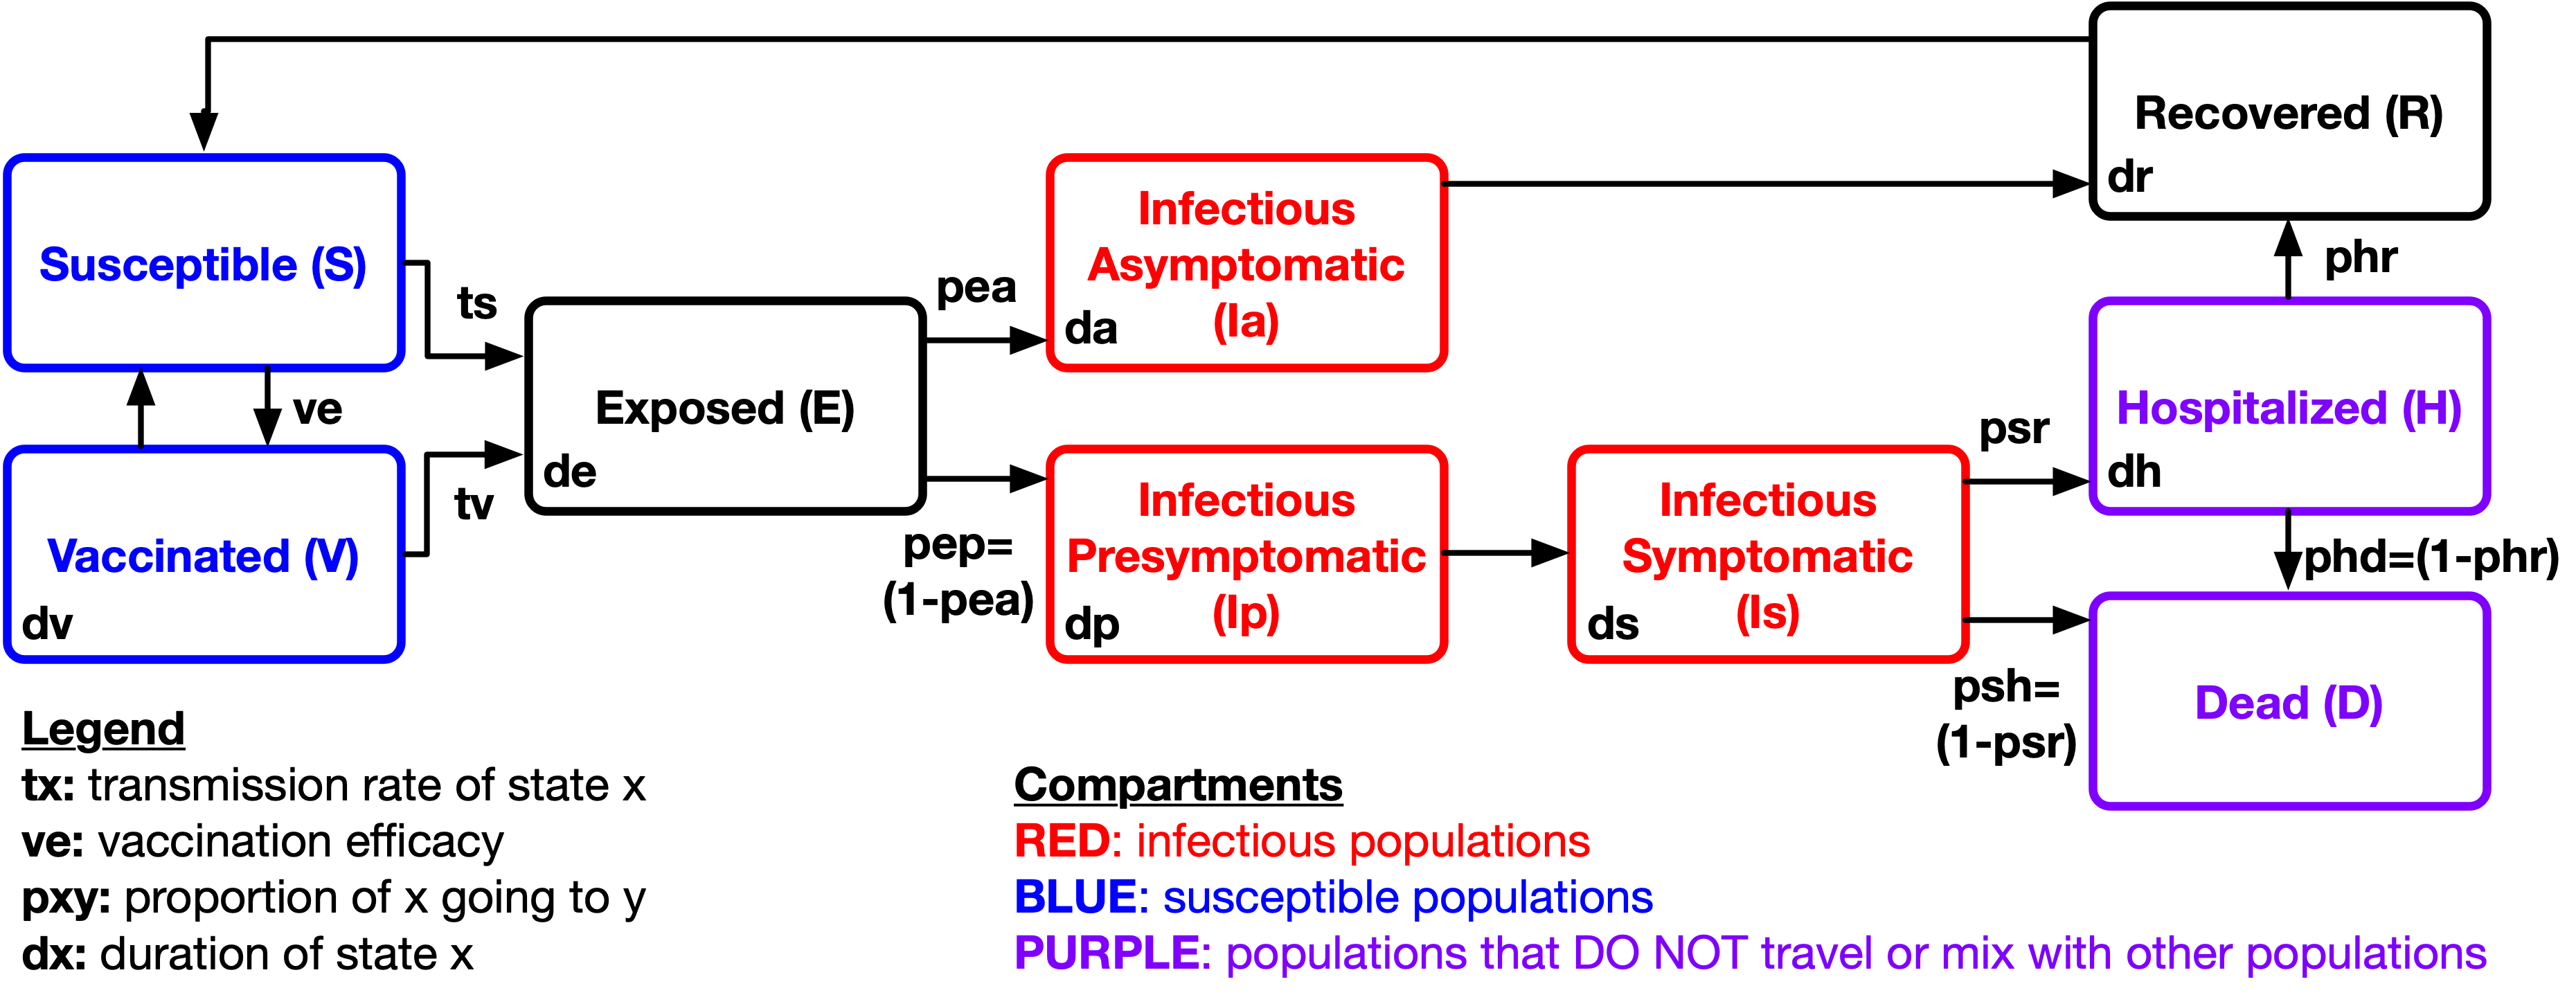 Recovered (R)
dr
Susceptible (S)
Infectious
Asymptomatic
(Ia)
da
phr
ts
pea
ve
Exposed (E)
de
Hospitalized (H)
dh
psr
tv
Vaccinated (V)
dv
pep=
(1-pea)
Infectious
Presymptomatic
(Ip)
dp
Infectious
Symptomatic
(Is)
ds
phd=(1-phr)
psh=
(1-psr)
Dead (D)
Legend
tx: transmission rate of state x
ve: vaccination efficacy
pxy: proportion of x going to y
dx: duration of state x
Compartments
RED: infectious populations
BLUE: susceptible populations
PURPLE: populations that DO NOT travel or mix with other populations